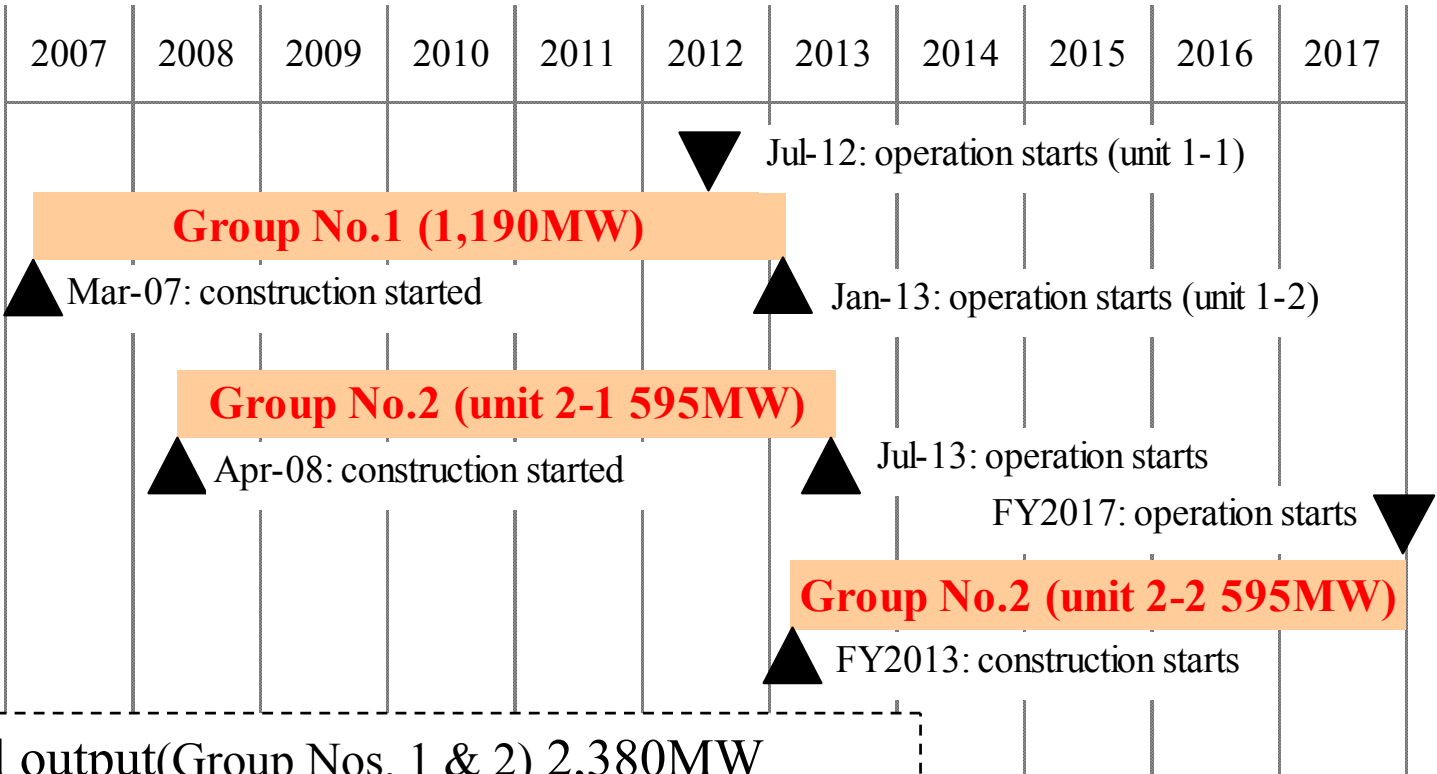 2007 2008 2009 2010 2011 2012 2013 2014 2015 2016 2017
Jul-12: operation starts (unit 1-1)
Group No.1 (1,190MW)
Mar-07: construction started
Jan-13: operation starts (unit 1-2)
Group No.2 (unit 2-1 595MW)
Jul-13: operation starts
Apr-08: construction started
FY2017: operation starts
Group No.2 (unit 2-2 595MW)
FY2013: construction starts
output(Group Nos. 1 & 2) 2,380MW